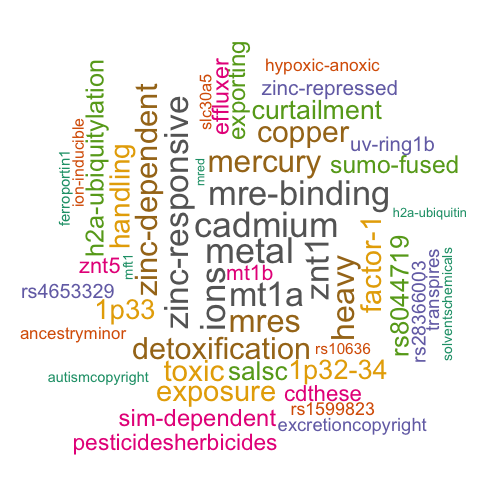 hypoxic-anoxic
zinc-repressed
exporting
effluxer
slc30a5
curtailment
copper
uv-ring1b
sumo-fused
mercury
mred
h2a-ubiquitylation
ion-inducible
ferroportin1
handling
zinc-dependent
zinc-responsive
mre-binding
h2a-ubiquitin
cadmium
metal
znt1
factor-1
rs8044719
rs28366003
transpires
solventschemicals
znt5
mft1
mt1b
ions
mt1a
heavy
rs4653329
1p33
mres
ancestryminor
detoxification
rs10636
autismcopyright
toxic
salsc
1p32-34
exposure
cdthese
rs1599823
sim-dependent
excretioncopyright
pesticidesherbicides